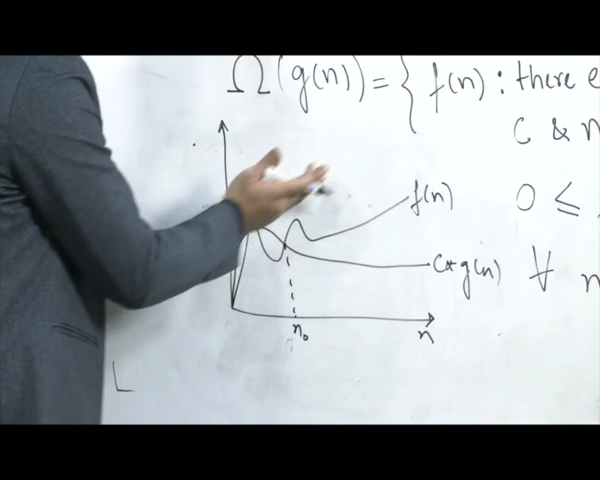 Ω(g(n)) = { f(n) : there
C & n
0 ≤
f(n)
C* g(n)
∀ n
n₀
n